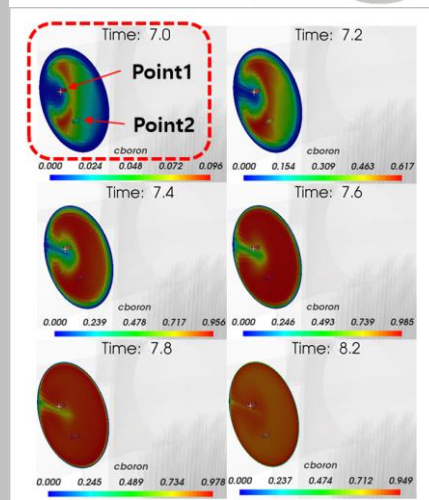 Time: 7.0
Point1
Point2
cboron
0.000 0.024 0.048 0.072 0.096
Time: 7.2
cboron
0.000 0.154 0.309 0.463 0.617
Time: 7.4
cboron
0.000 0.239 0.478 0.717 0.956
Time: 7.6
cboron
0.000 0.246 0.493 0.739 0.985
Time: 7.8
cboron
0.000 0.245 0.489 0.734 0.978
Time: 8.2
cboron
0.000 0.237 0.474 0.712 0.949